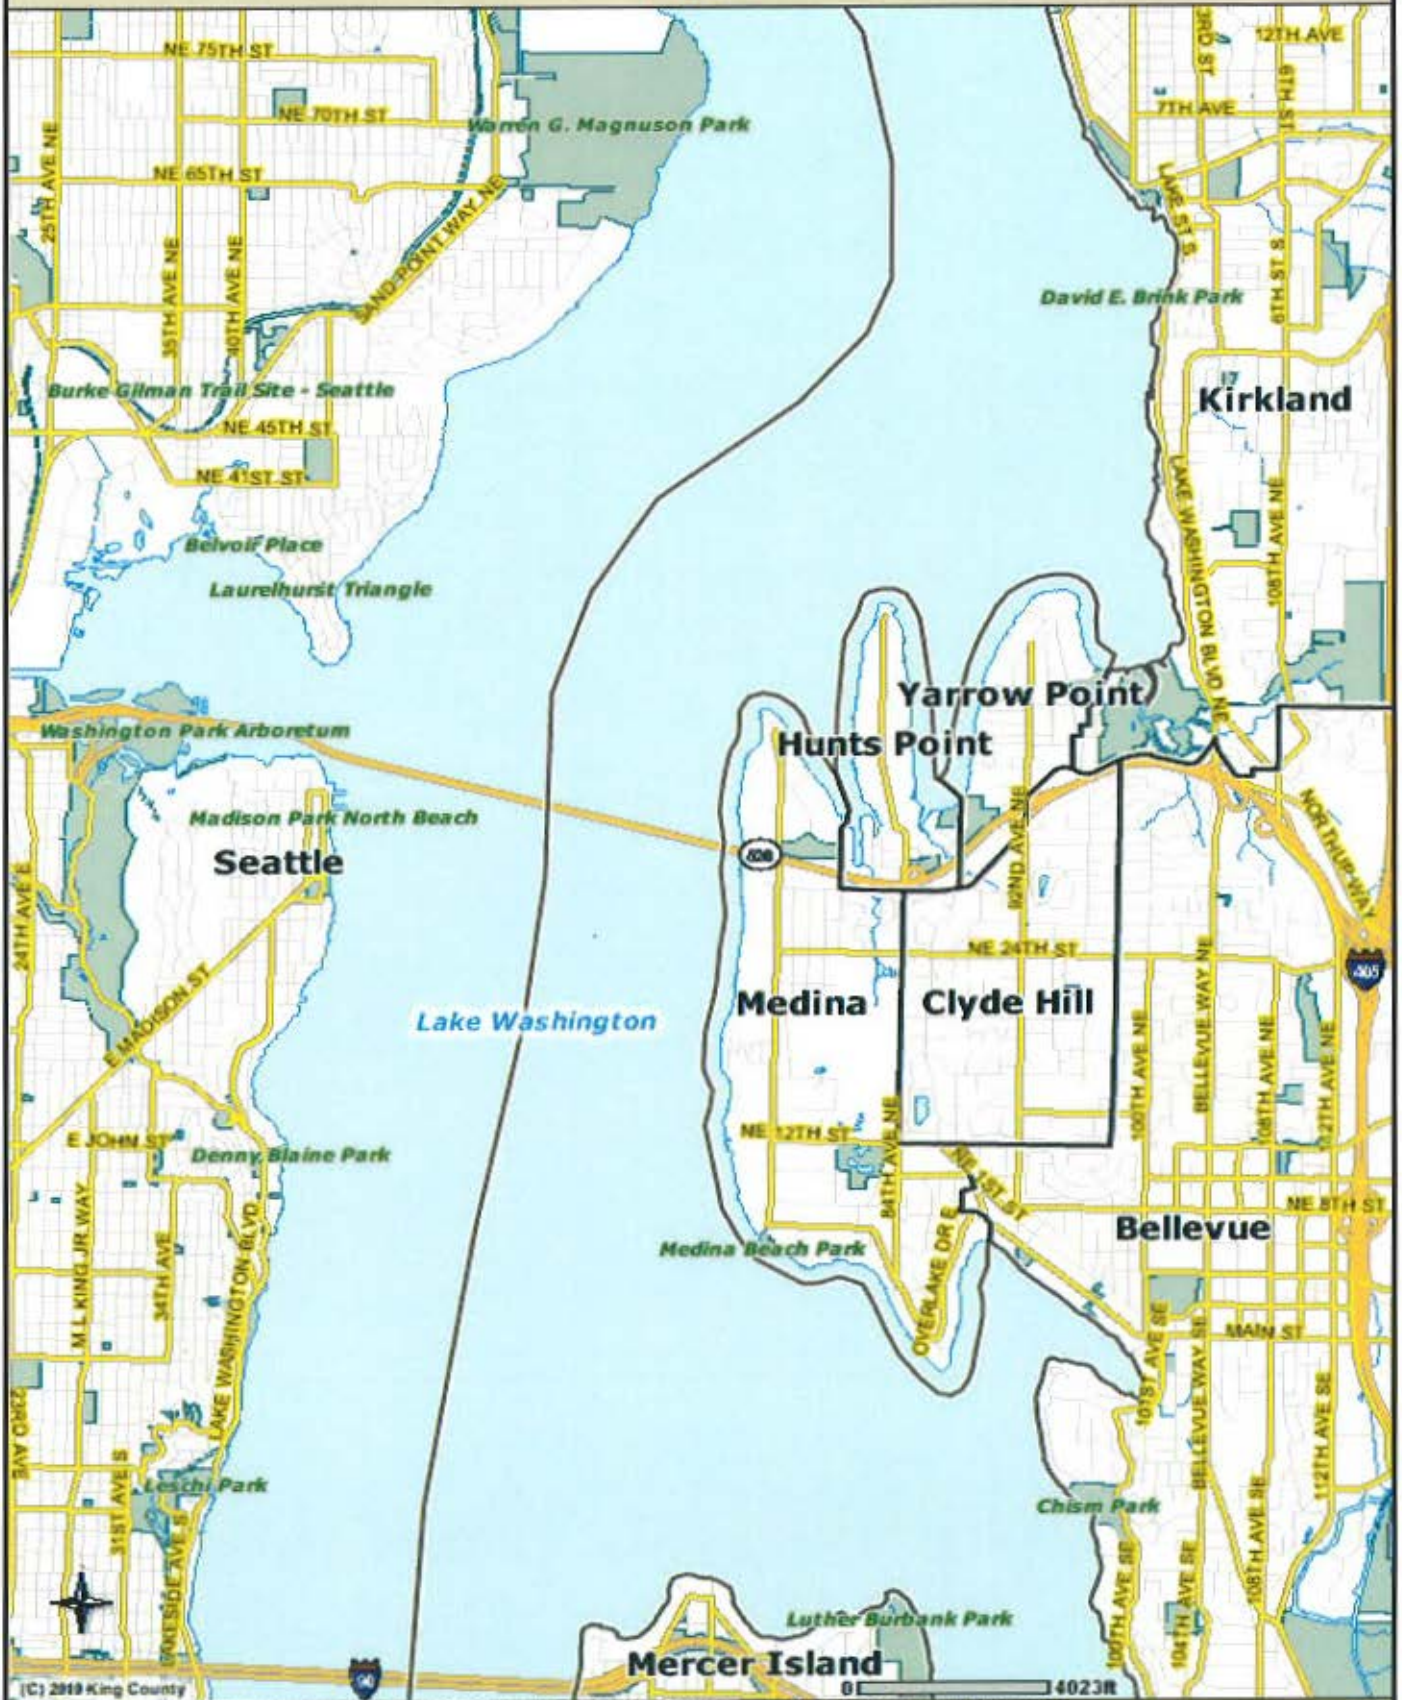 NE 75TH ST
3RD ST
12TH AVE
6TH ST
NE 70TH ST
7TH AVE
Warren G. Magnuson Park
25TH AVE NE
NE 65TH ST
LAKE ST S
SAND POINT WAY NE
35TH AVE NE
40TH AVE NE
David E. Brink Park
6TH ST S
Burke Gilman Trail Site - Seattle
Kirkland
NE 45TH ST
NE 41ST ST
LAKE WASHINGTON BLVD NE
108TH AVE NE
Belvoir Place
Laurelhurst Triangle
Yarrow Point
Washington Park Arboretum
Hunts Point
Madison Park North Beach
Seattle
520
92ND AVE NE
NORTHUP WAY
24TH AVE E
NE 24TH ST
BELLEVUE WAY NE
405
E MADISON ST
Medina
Clyde Hill
Lake Washington
100TH AVE NE
108TH AVE NE
112TH AVE NE
84TH AVE NE
NE 12TH ST
E JOHN ST
Denny Blaine Park
NE 1ST ST
NE 8TH ST
M L KING JR WAY
34TH AVE
LAKE WASHINGTON BLVD
Medina Beach Park
OVERLAKE DR E
Bellevue
MAIN ST
101ST AVE SE
BELLEVUE WAY SE
112TH AVE SE
23RD AVE
31ST AVE S
Leschi Park
LAKESIDE AVE S
Chism Park
108TH AVE SE
100TH AVE SE
104TH AVE SE
Luther Burbank Park
Mercer Island
90
(C) 2010 King County
0 4023ft